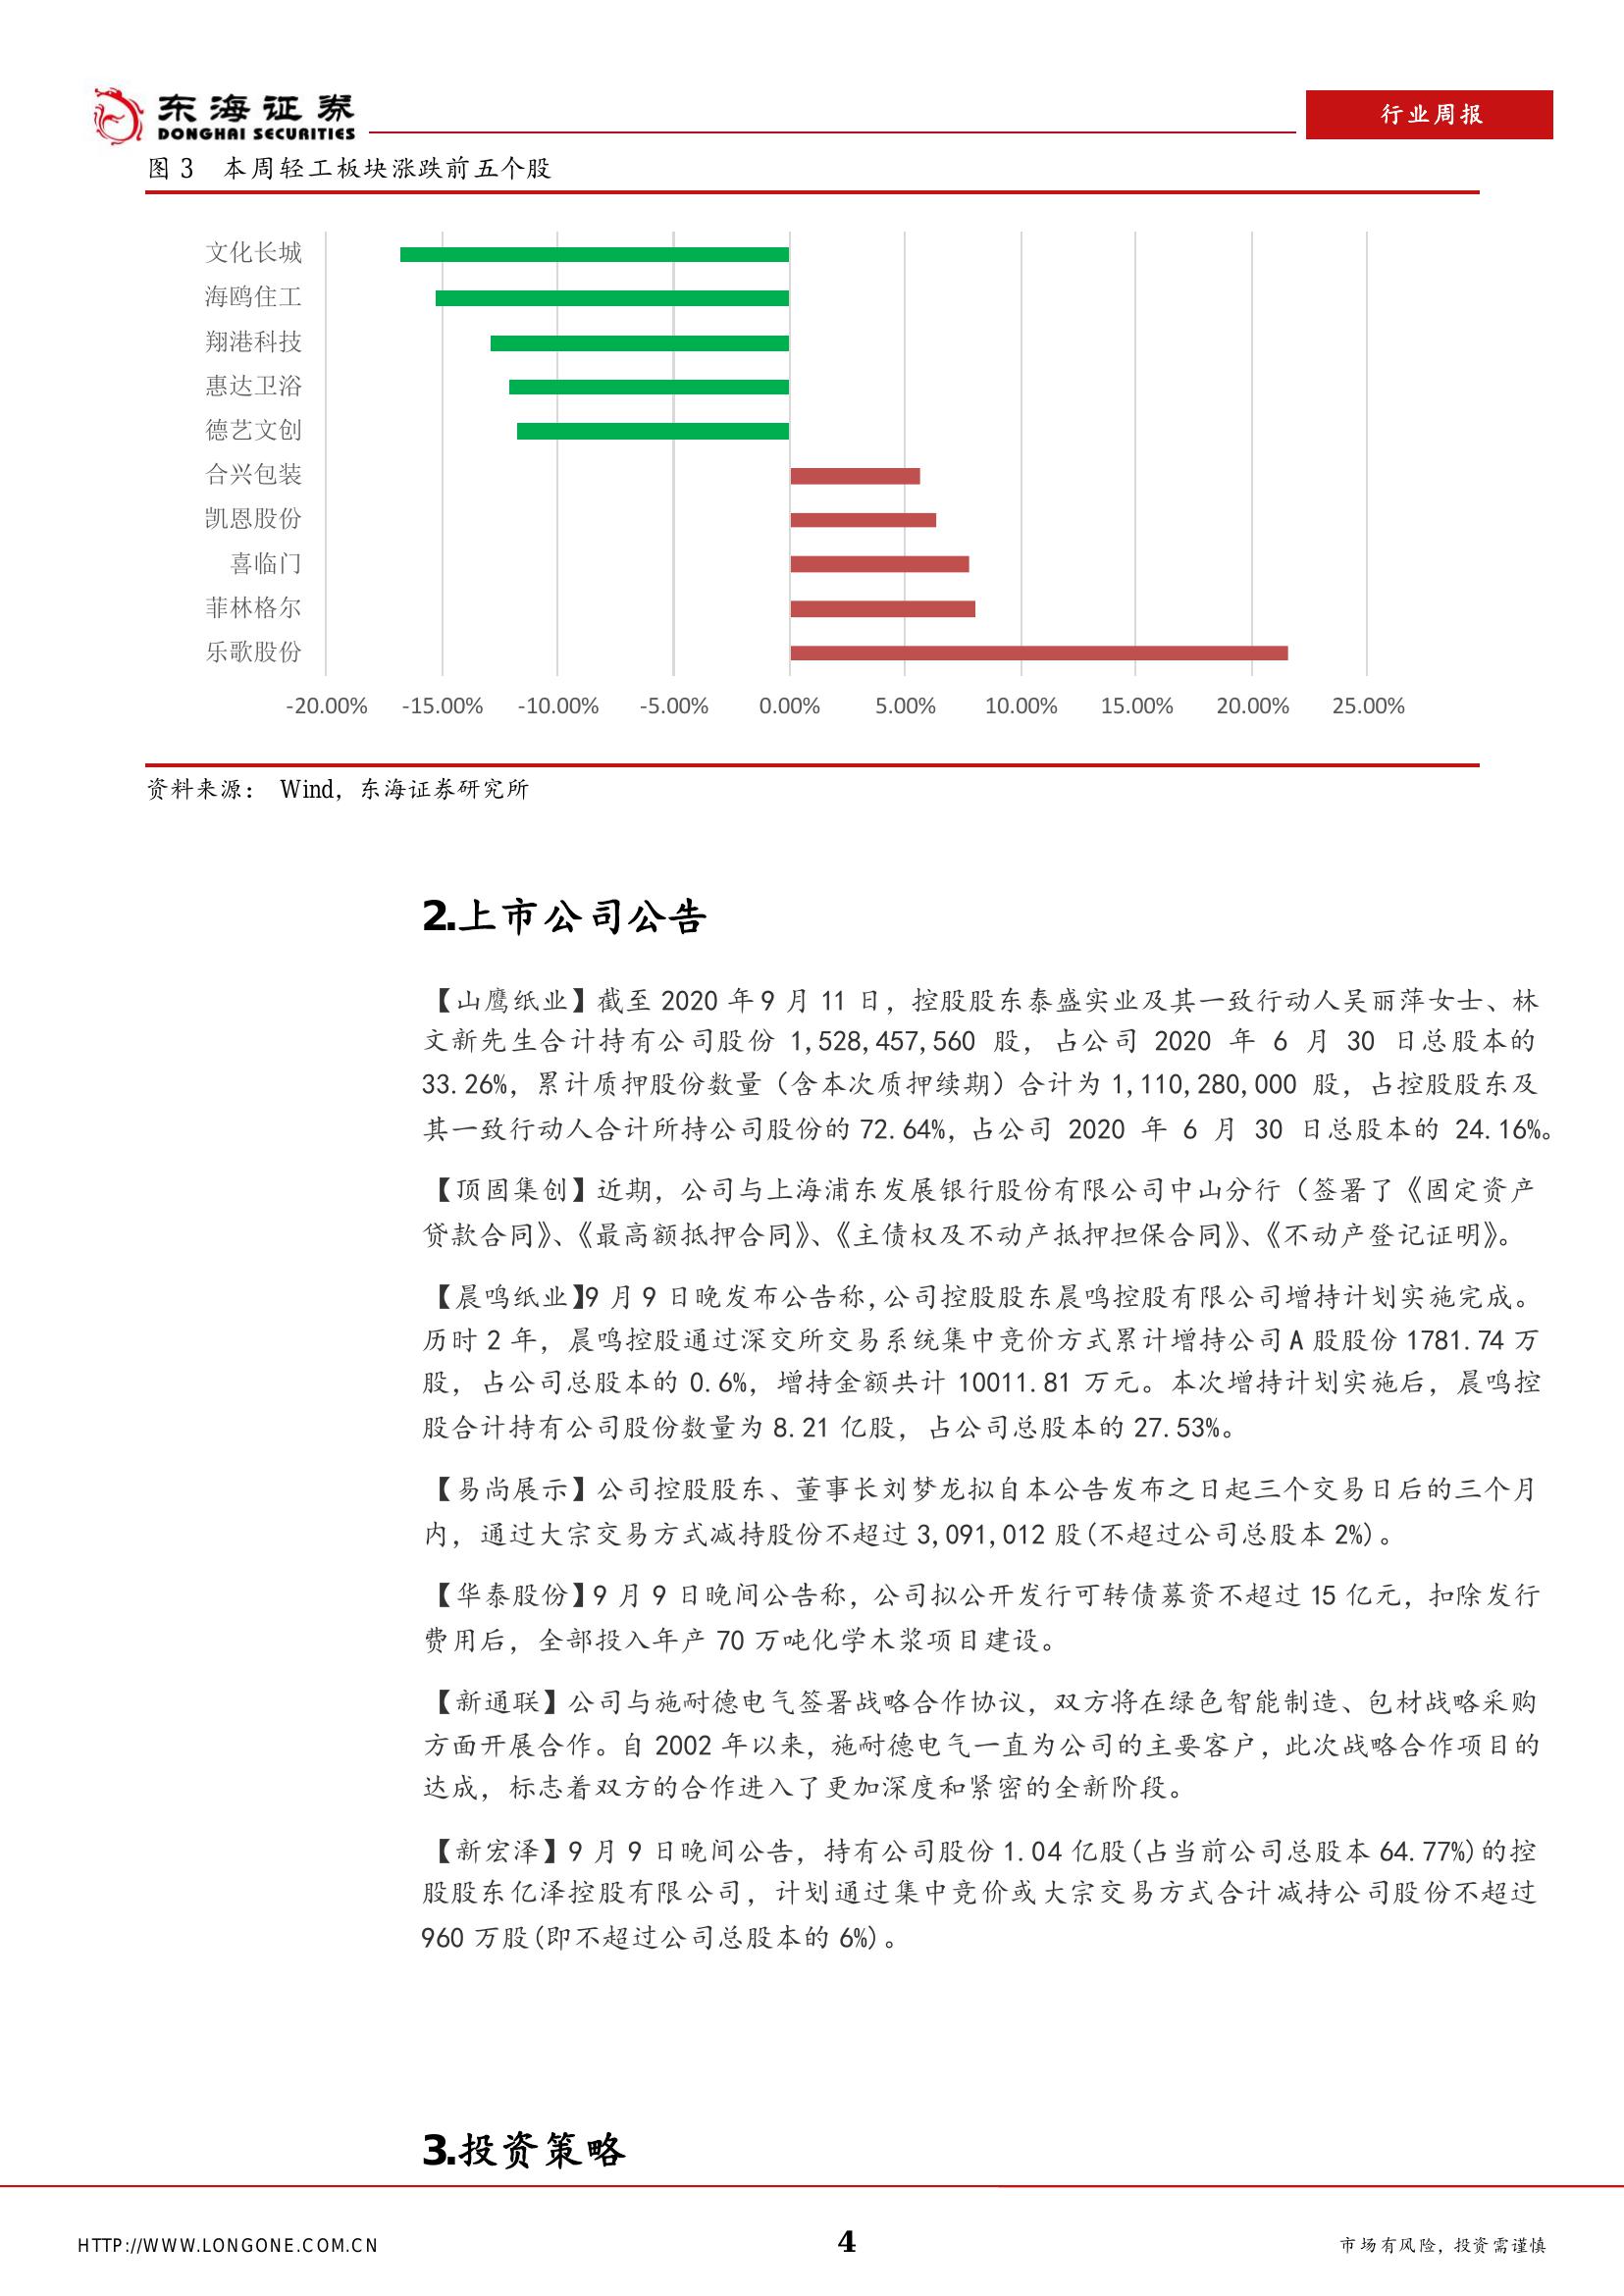 东海证券
DONGHAI SECURITIES
行业周报
图 3 本周轻工板块涨跌前五个股
文化长城
海鸥住工
翔港科技
惠达卫浴
德艺文创
合兴包装
凯恩股份
喜临门
菲林格尔
乐歌股份
-20.00% -15.00% -10.00% -5.00% 0.00% 5.00% 10.00% 15.00% 20.00% 25.00%
资料来源： Wind，东海证券研究所
2.上市公司公告
【山鹰纸业】截至 2020 年 9 月 11 日，控股股东泰盛实业及其一致行动人吴丽萍女士、林
文新先生合计持有公司股份 1,528,457,560 股，占公司 2020 年 6 月 30 日总股本的
33.26%，累计质押股份数量（含本次质押续期）合计为 1,110,280,000 股，占控股股东及
其一致行动人合计所持公司股份的 72.64%，占公司 2020 年 6 月 30 日总股本的 24.16%。
【顶固集创】近期，公司与上海浦东发展银行股份有限公司中山分行（签署了《固定资产
贷款合同》、《最高额抵押合同》、《主债权及不动产抵押担保合同》、《不动产登记证明》。
【晨鸣纸业】9 月 9 日晚发布公告称，公司控股股东晨鸣控股有限公司增持计划实施完成。
历时 2 年，晨鸣控股通过深交所交易系统集中竞价方式累计增持公司 A 股股份 1781.74 万
股，占公司总股本的 0.6%，增持金额共计 10011.81 万元。本次增持计划实施后，晨鸣控
股合计持有公司股份数量为 8.21 亿股，占公司总股本的 27.53%。
【易尚展示】公司控股股东、董事长刘梦龙拟自本公告发布之日起三个交易日后的三个月
内，通过大宗交易方式减持股份不超过 3,091,012 股(不超过公司总股本 2%)。
【华泰股份】9 月 9 日晚间公告称，公司拟公开发行可转债募资不超过 15 亿元，扣除发行
费用后，全部投入年产 70 万吨化学木浆项目建设。
【新通联】公司与施耐德电气签署战略合作协议，双方将在绿色智能制造、包材战略采购
方面开展合作。自 2002 年以来，施耐德电气一直为公司的主要客户，此次战略合作项目的
达成，标志着双方的合作进入了更加深度和紧密的全新阶段。
【新宏泽】9 月 9 日晚间公告，持有公司股份 1.04 亿股(占当前公司总股本 64.77%)的控
股股东亿泽控股有限公司，计划通过集中竞价或大宗交易方式合计减持公司股份不超过
960 万股(即不超过公司总股本的 6%)。
3.投资策略
HTTP://WWW.LONGONE.COM.CN
4
市场有风险，投资需谨慎